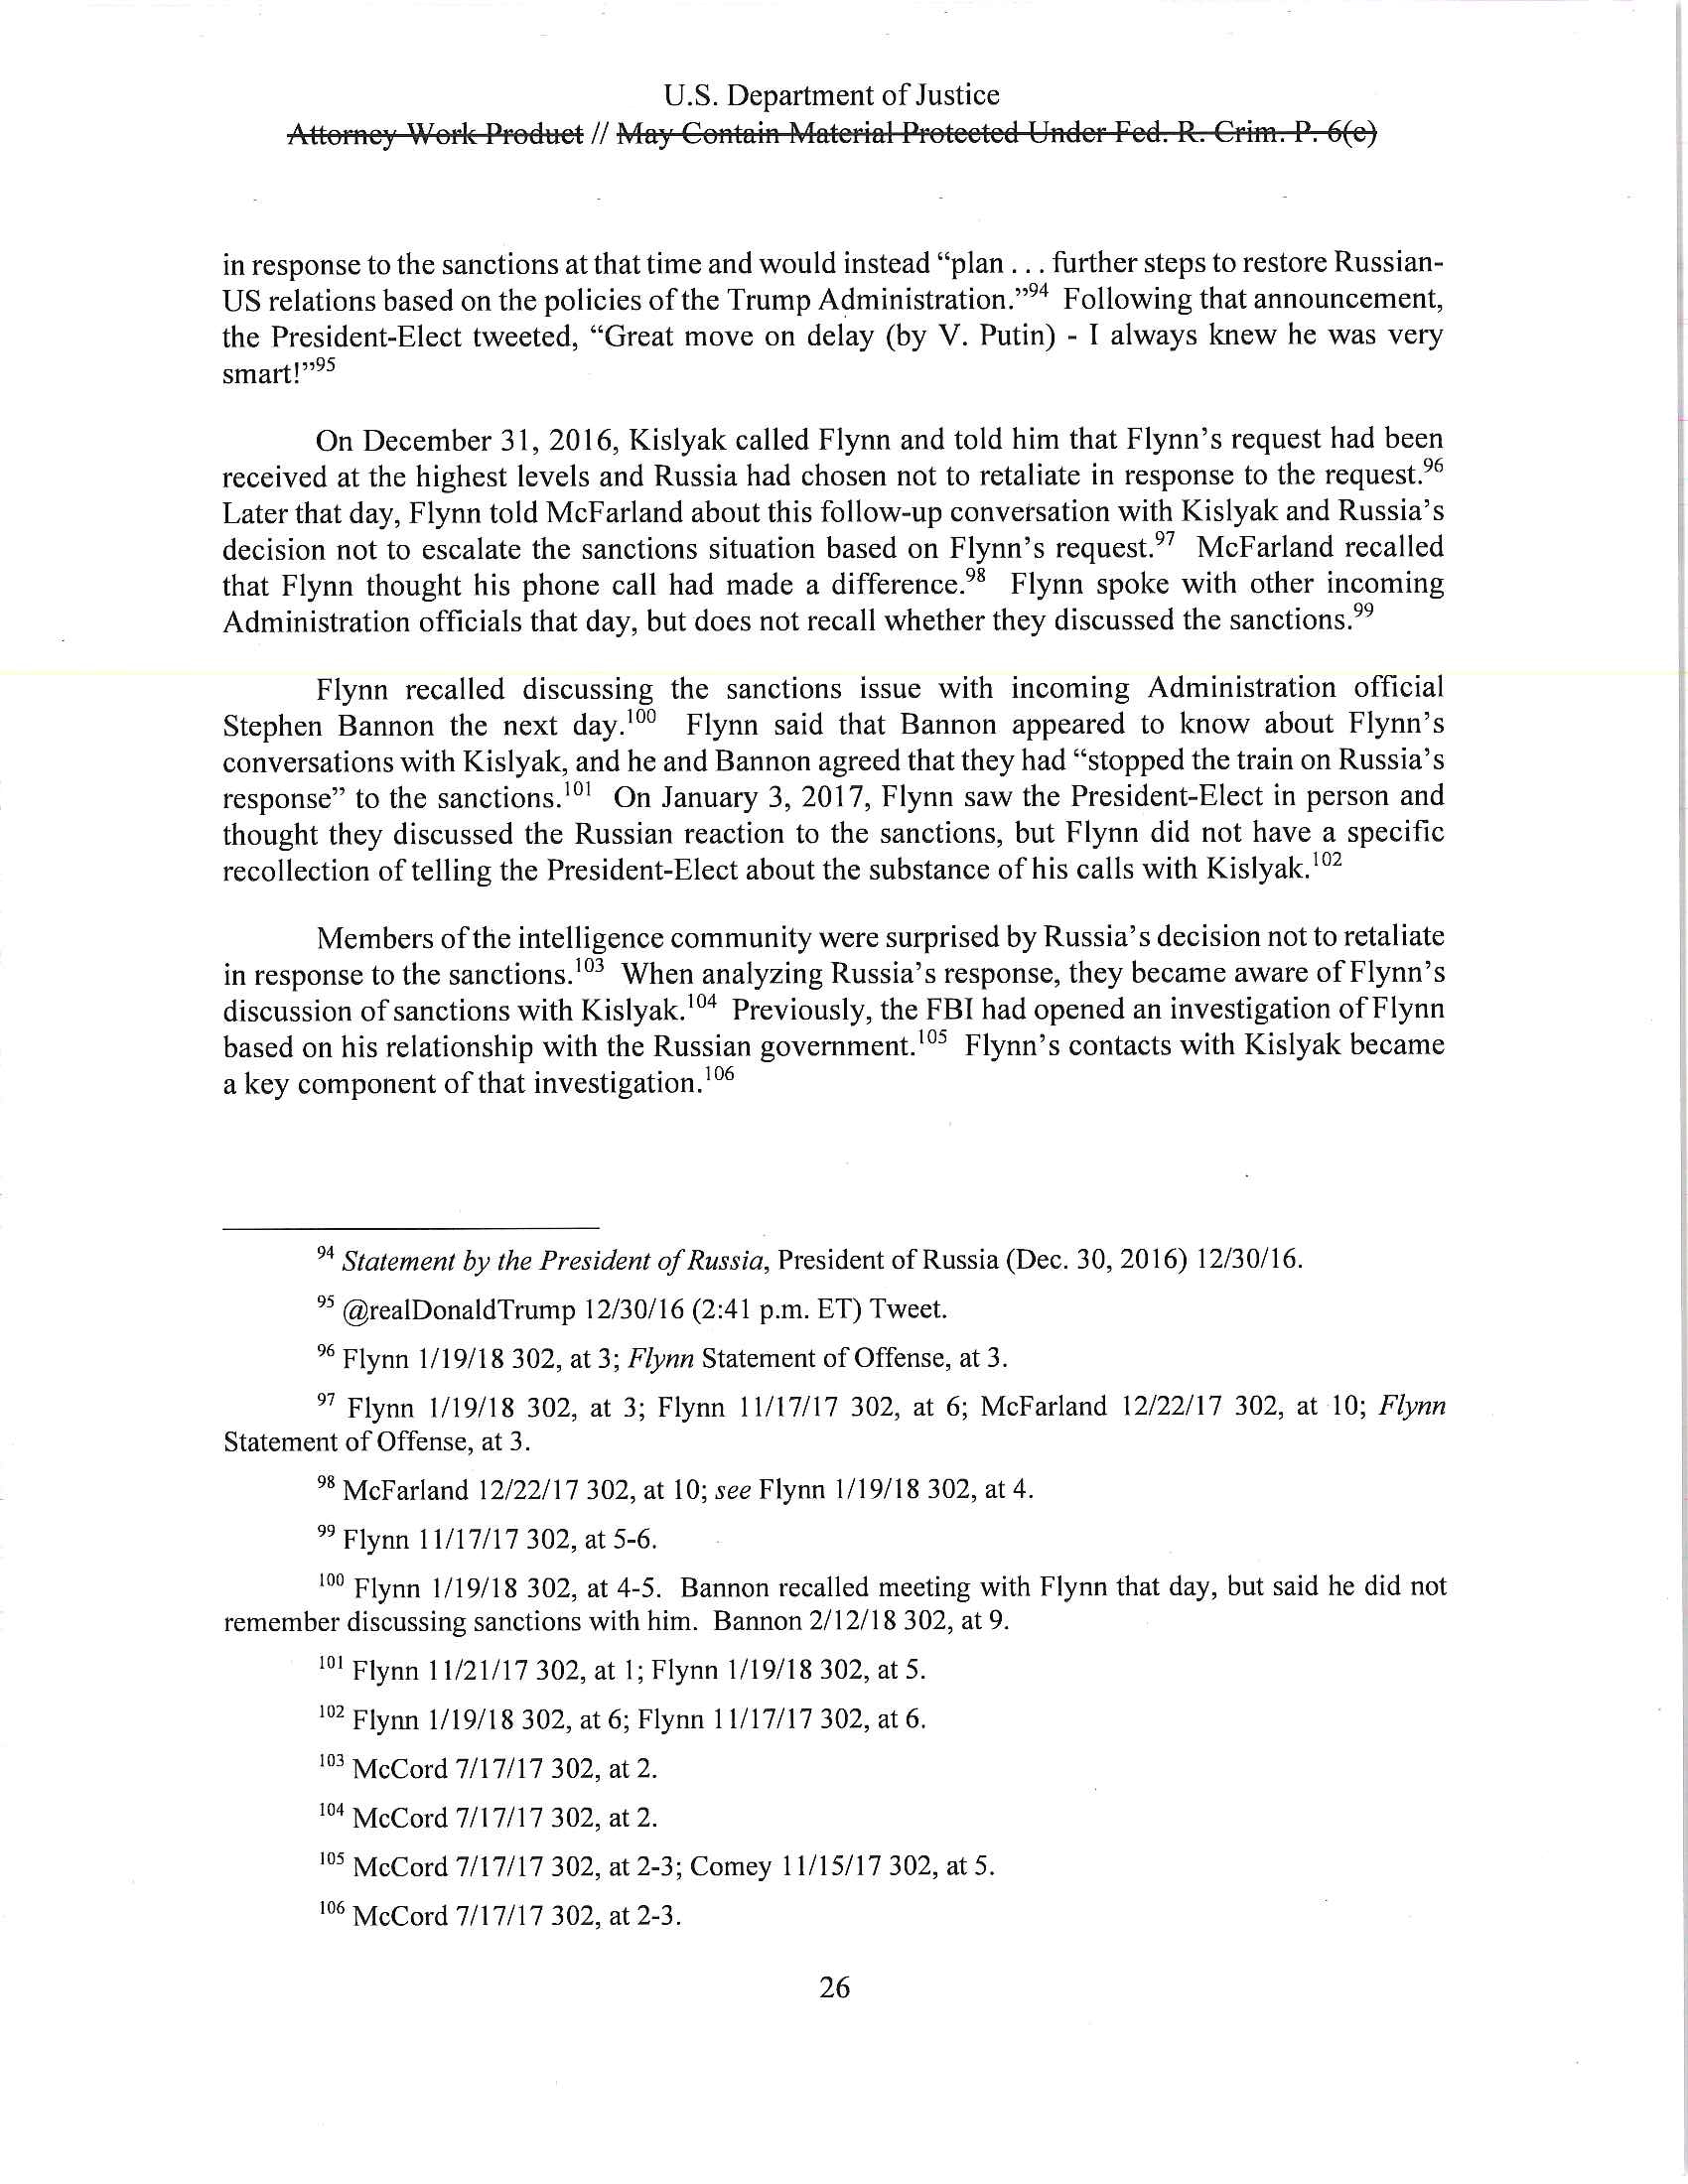 U.S. Department of Justice
Attorney Work Product // May Contain Material Protected Under Fed. R. Crim. P. 6(e)
in response to the sanctions at that time and would instead “plan . . . further steps to restore Russian-
US relations based on the policies of the Trump Administration.”94 Following that announcement,
the President-Elect tweeted, “Great move on delay (by V. Putin) - I always knew he was very
smart!”95
On December 31, 2016, Kislyak called Flynn and told him that Flynn’s request had been
received at the highest levels and Russia had chosen not to retaliate in response to the request.96
Later that day, Flynn told McFarland about this follow-up conversation with Kislyak and Russia’s
decision not to escalate the sanctions situation based on Flynn’s request.97 McFarland recalled
that Flynn thought his phone call had made a difference.98 Flynn spoke with other incoming
Administration officials that day, but does not recall whether they discussed the sanctions.99
Flynn recalled discussing the sanctions issue with incoming Administration official
Stephen Bannon the next day.100 Flynn said that Bannon appeared to know about Flynn’s
conversations with Kislyak, and he and Bannon agreed that they had “stopped the train on Russia’s
response” to the sanctions.101 On January 3, 2017, Flynn saw the President-Elect in person and
thought they discussed the Russian reaction to the sanctions, but Flynn did not have a specific
recollection of telling the President-Elect about the substance of his calls with Kislyak.102
Members of the intelligence community were surprised by Russia’s decision not to retaliate
in response to the sanctions.103 When analyzing Russia’s response, they became aware of Flynn’s
discussion of sanctions with Kislyak.104 Previously, the FBI had opened an investigation of Flynn
based on his relationship with the Russian government.105 Flynn’s contacts with Kislyak became
a key component of that investigation.106
94 Statement by the President of Russia, President of Russia (Dec. 30, 2016) 12/30/16.
95 @realDonaldTrump 12/30/16 (2:41 p.m. ET) Tweet.
96 Flynn 1/19/18 302, at 3; Flynn Statement of Offense, at 3.
97 Flynn 1/19/18 302, at 3; Flynn 11/17/17 302, at 6; McFarland 12/22/17 302, at 10; Flynn
Statement of Offense, at 3.
98 McFarland 12/22/17 302, at 10; see Flynn 1/19/18 302, at 4.
99 Flynn 11/17/17 302, at 5-6.
100 Flynn 1/19/18 302, at 4-5. Bannon recalled meeting with Flynn that day, but said he did not
remember discussing sanctions with him. Bannon 2/12/18 302, at 9.
101 Flynn 11/21/17 302, at 1; Flynn 1/19/18 302, at 5.
102 Flynn 1/19/18 302, at 6; Flynn 11/17/17 302, at 6.
103 McCord 7/17/17 302, at 2.
104 McCord 7/17/17 302, at 2.
105 McCord 7/17/17 302, at 2-3; Comey 11/15/17 302, at 5.
106 McCord 7/17/17 302, at 2-3.
26